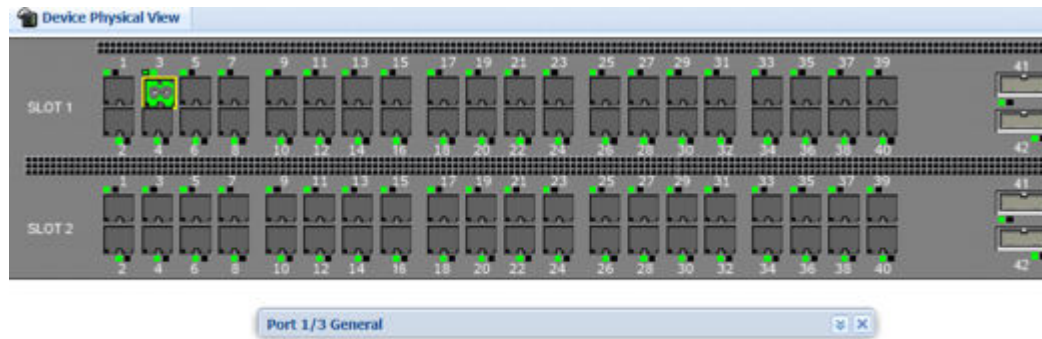 Device Physical View
1 3 5 7 9 11 13 15 17 19 21 23 25 27 29 31 33 35 37 39 41
SLOT 1
2 4 6 8 10 12 14 16 18 20 22 24 26 28 30 32 34 36 38 40 42
1 3 5 7 9 11 13 15 17 19 21 23 25 27 29 31 33 35 37 39 41
SLOT 2
2 4 6 8 10 12 14 16 18 20 22 24 26 28 30 32 34 36 38 40 42
Port 1/3 General